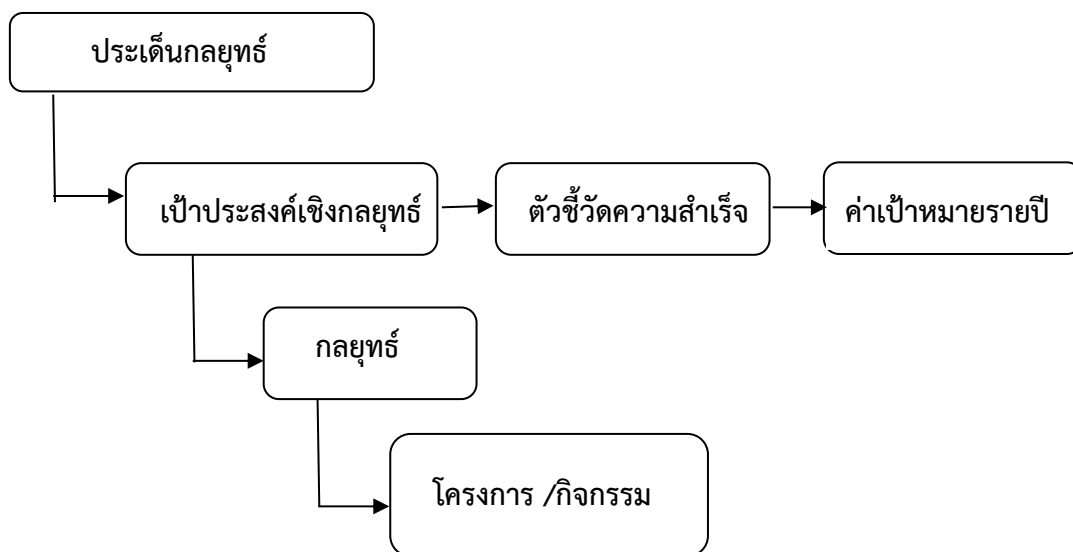 ประเด็นกลยุทธ์
เป้าประสงค์เชิงกลยุทธ์
ตัวชี้วัดความสำเร็จ
ค่าเป้าหมายรายปี
กลยุทธ์
โครงการ /กิจกรรม